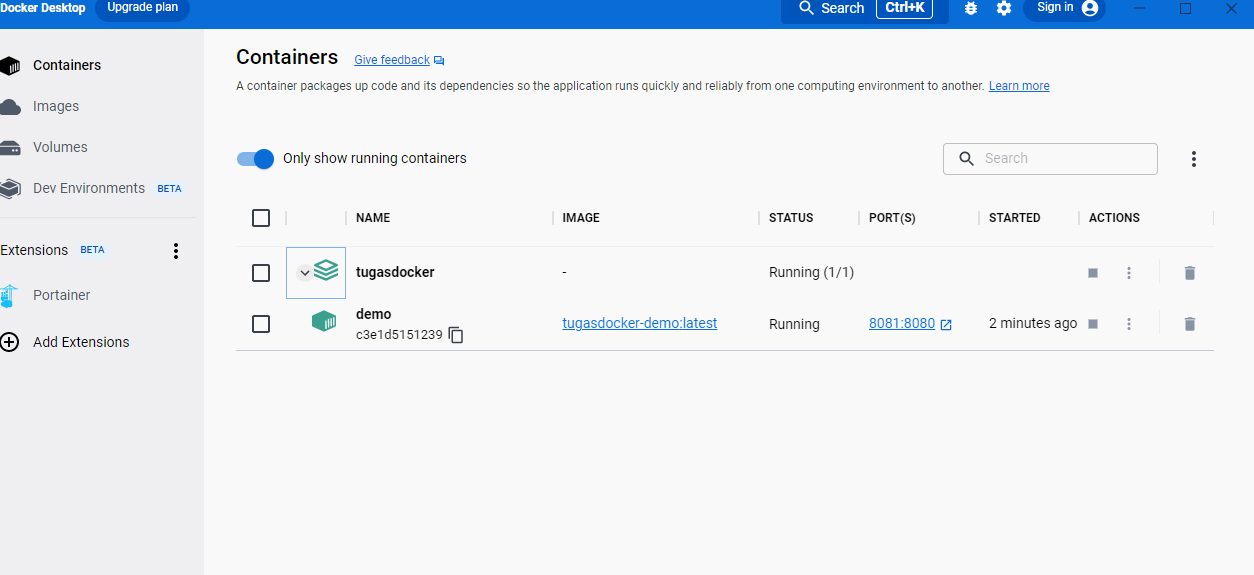 Docker Desktop Upgrade plan Search Ctrl+K Sign in
Containers
Images
Volumes
Dev Environments BETA
Extensions BETA
Portainer
Add Extensions
Containers Give feedback
A container packages up code and its dependencies so the application runs quickly and reliably from one computing environment to another. Learn more
Only show running containers Search
NAME IMAGE STATUS PORT(S) STARTED ACTIONS
tugasdocker - Running (1/1)
demo
c3e1d5151239 tugasdocker-demo:latest Running 8081:8080 2 minutes ago